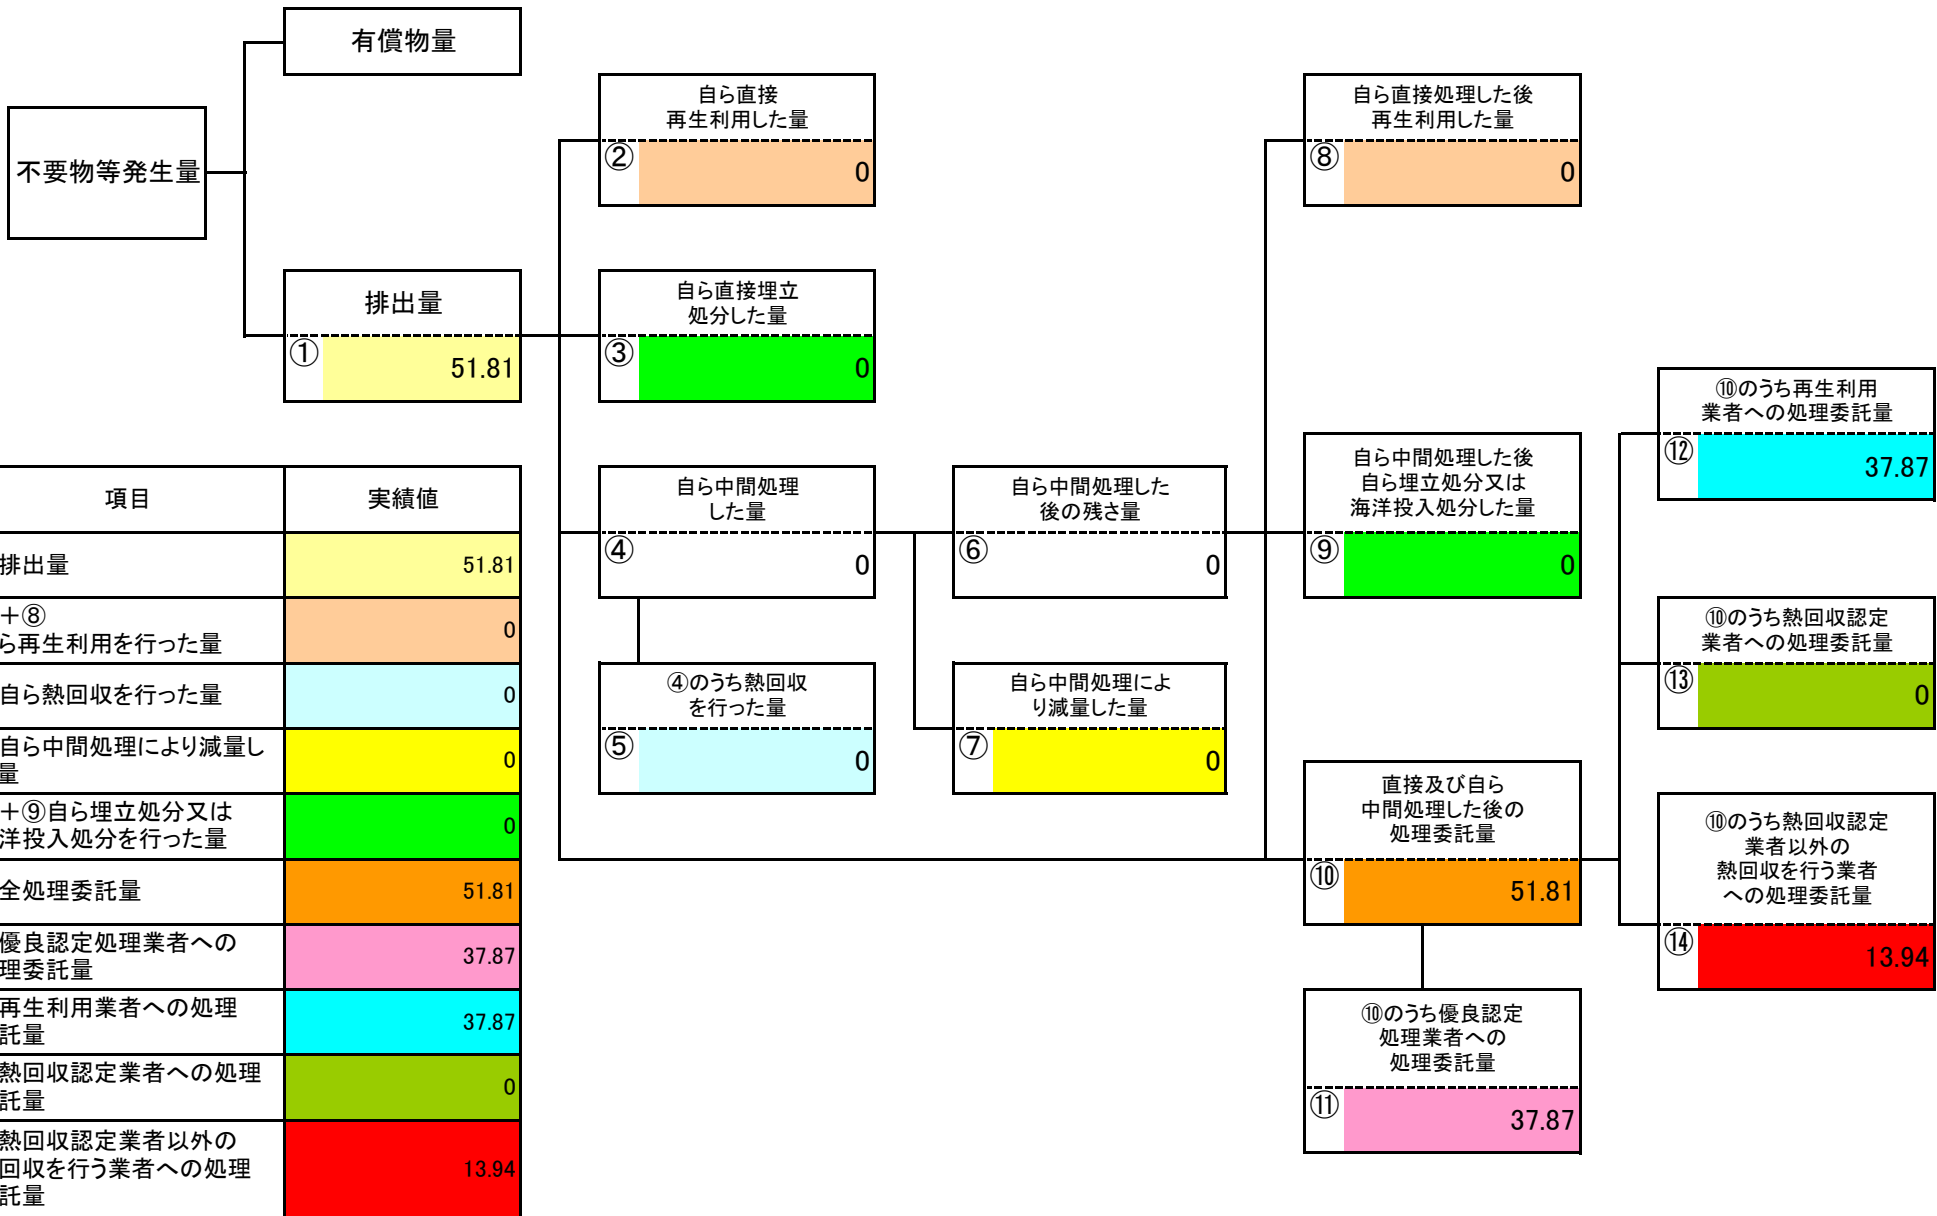 有償物量
不要物等発生量
排出量
①
51.81
自ら直接
再生利用した量
②
0
自ら直接埋立
処分した量
③
0
自ら中間処理
した量
④
0
④のうち熱回収
を行った量
⑤
0
自ら中間処理した
後の残さ量
⑥
0
自ら中間処理によ
り減量した量
⑦
0
自ら直接処理した後
再生利用した量
⑧
0
自ら中間処理した後
自ら埋立処分又は
海洋投入処分した量
⑨
0
直接及び自ら
中間処理した後の
処理委託量
⑩
51.81
⑩のうち優良認定
処理業者への
処理委託量
⑪
37.87
⑩のうち再生利用
業者への処理委託量
⑫
37.87
⑩のうち熱回収認定
業者への処理委託量
⑬
0
⑩のうち熱回収認定
業者以外の
熱回収を行う業者
への処理委託量
⑭
13.94
項目 実績値
排出量 51.81
＋⑧
ら再生利用を行った量 0
自ら熱回収を行った量 0
自ら中間処理により減量し
量 0
＋⑨自ら埋立処分又は
洋投入処分を行った量 0
全処理委託量 51.81
優良認定処理業者への
理委託量 37.87
再生利用業者への処理
託量 37.87
熱回収認定業者への処理
託量 0
熱回収認定業者以外の
回収を行う業者への処理
託量 13.94